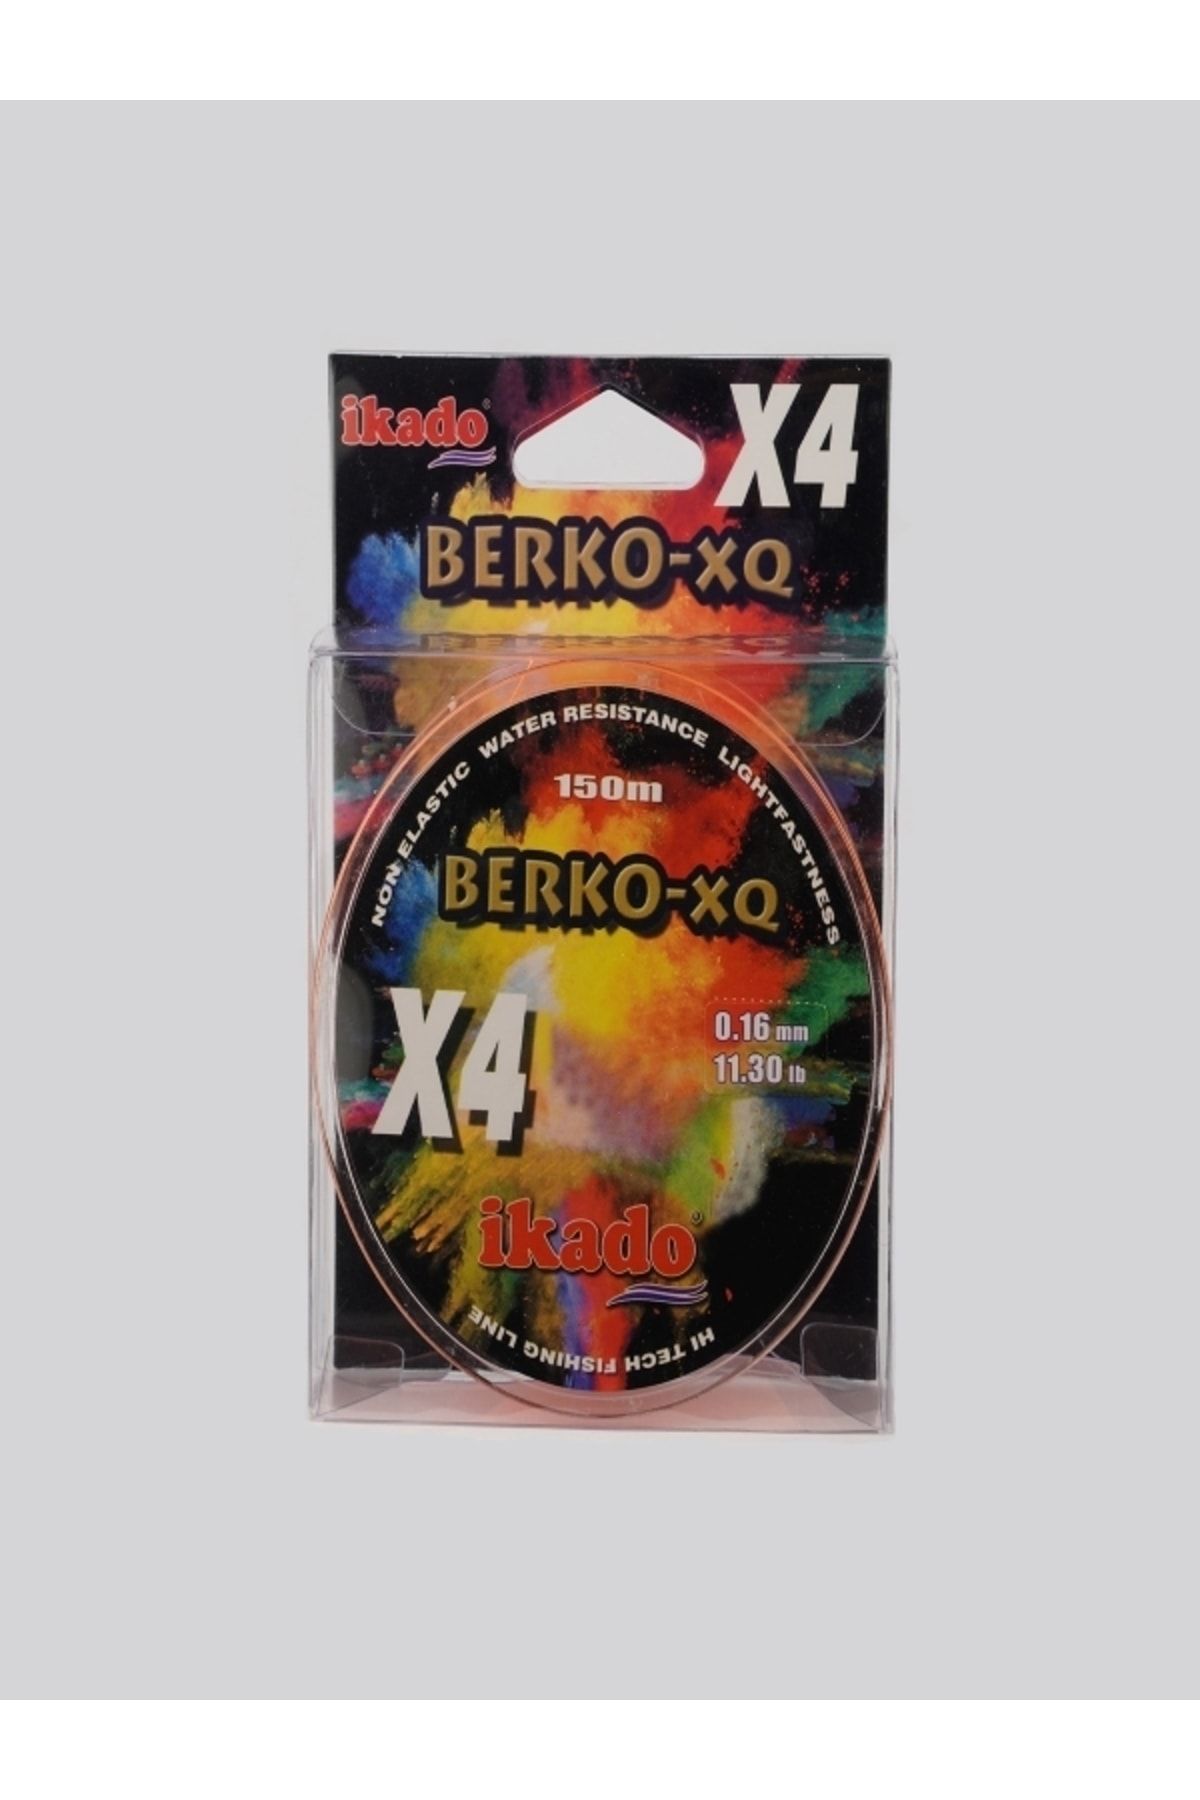 ikado
X4
BERKO-XQ
NON ELASTIC WATER RESISTANCE LIGHTFASTNESS
150m
BERKO-XQ
X4
0.16 mm
11.30 lb
ikado
HI TECH FISHING LINE